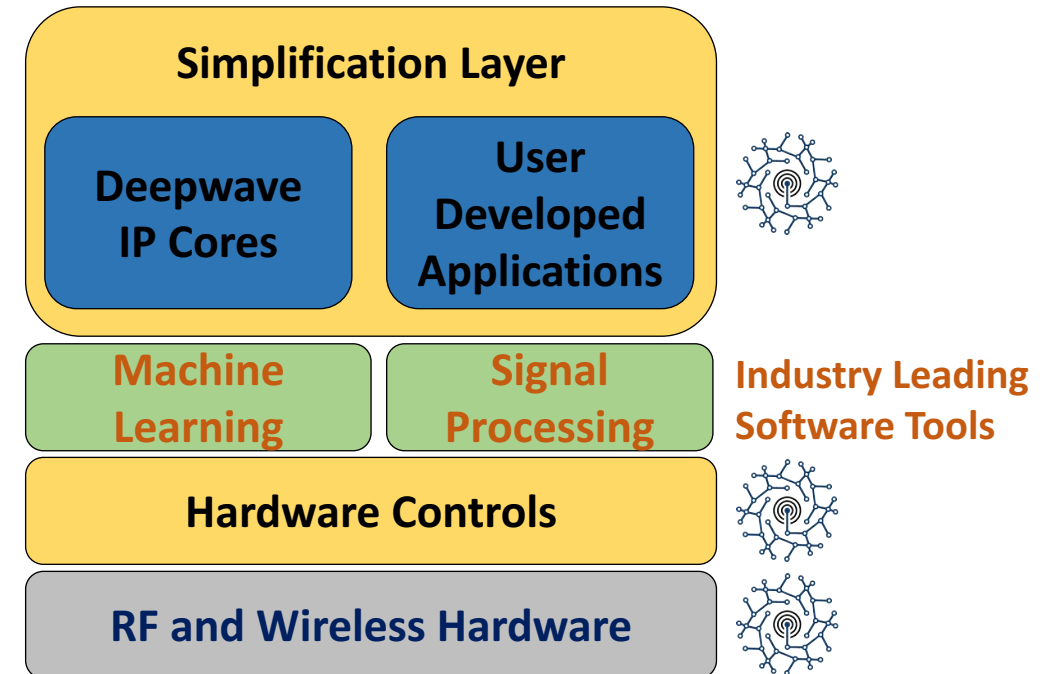 Simplification Layer
Deepwave
IP Cores
User
Developed
Applications
Machine
Learning
Signal
Processing
Industry Leading
Software Tools
Hardware Controls
RF and Wireless Hardware